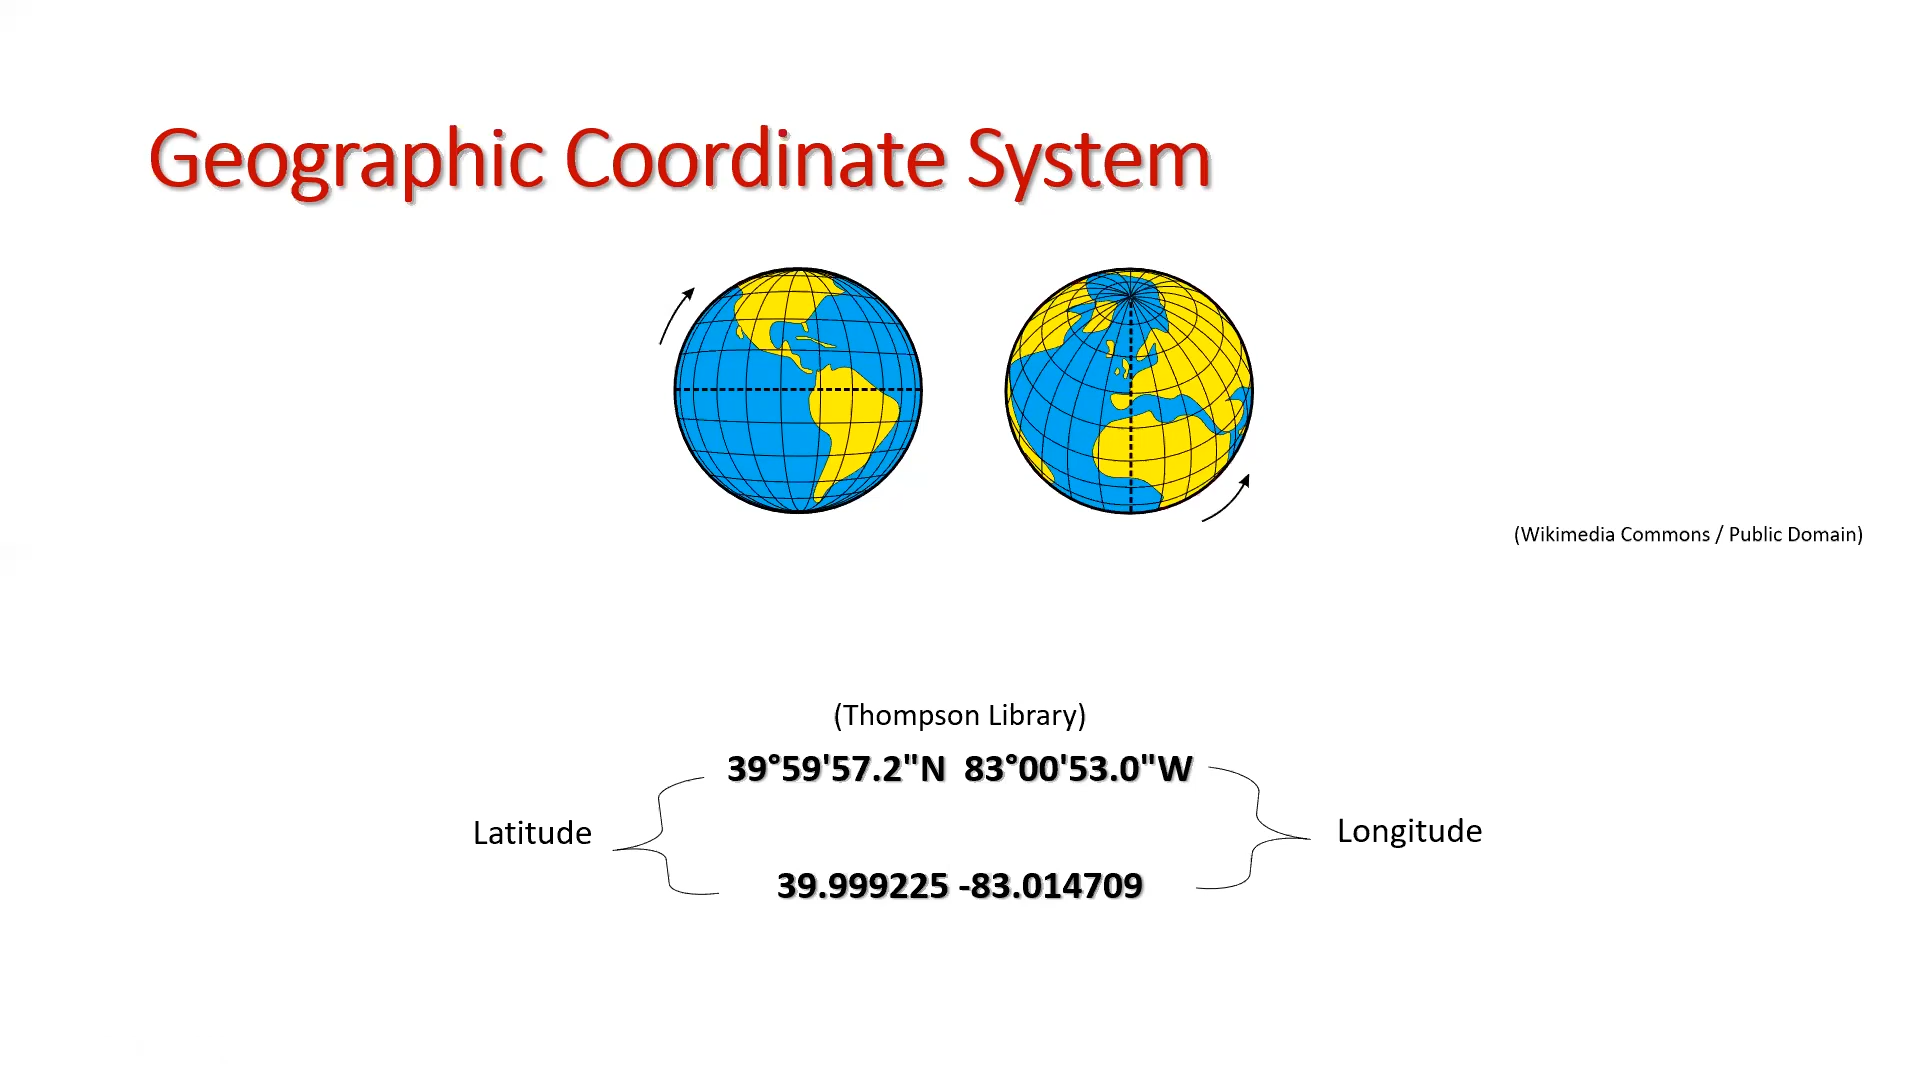 Geographic Coordinate System
(Wikimedia Commons / Public Domain)
(Thompson Library)
39°59'57.2"N  83°00'53.0"W
Latitude
Longitude
39.999225 -83.014709